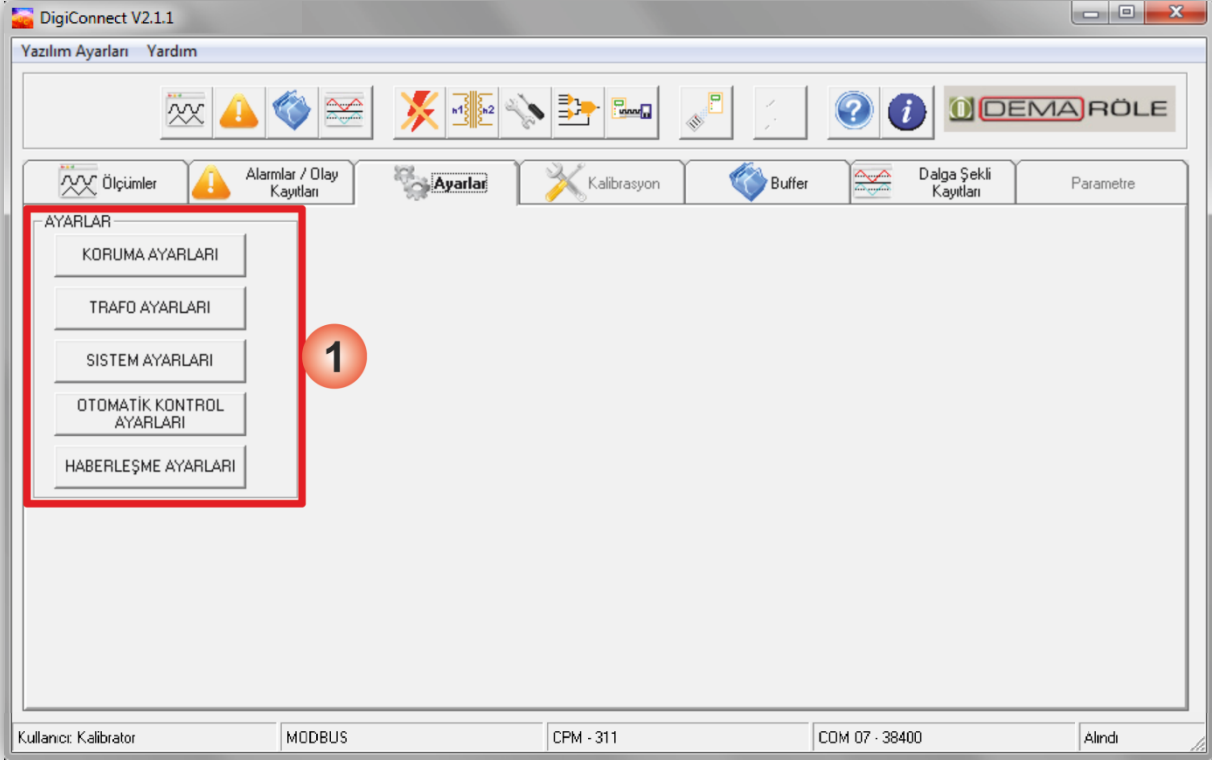 DigiConnect V2.1.1
Yazılım Ayarları Yardım
n1 n2
DEMA RÖLE
Ölçümler
Alarmlar / Olay
Kayıtları
Ayarlar
Kalibrasyon
Buffer
Dalga Şekli
Kayıtları
Parametre
AYARLAR
KORUMA AYARLARI
TRAFO AYARLARI
SISTEM AYARLARI
OTOMATİK KONTROL
AYARLARI
HABERLEŞME AYARLARI
1
Kullanıcı: Kalibrator
MODBUS
CPM - 311
COM 07 - 38400
Alındı